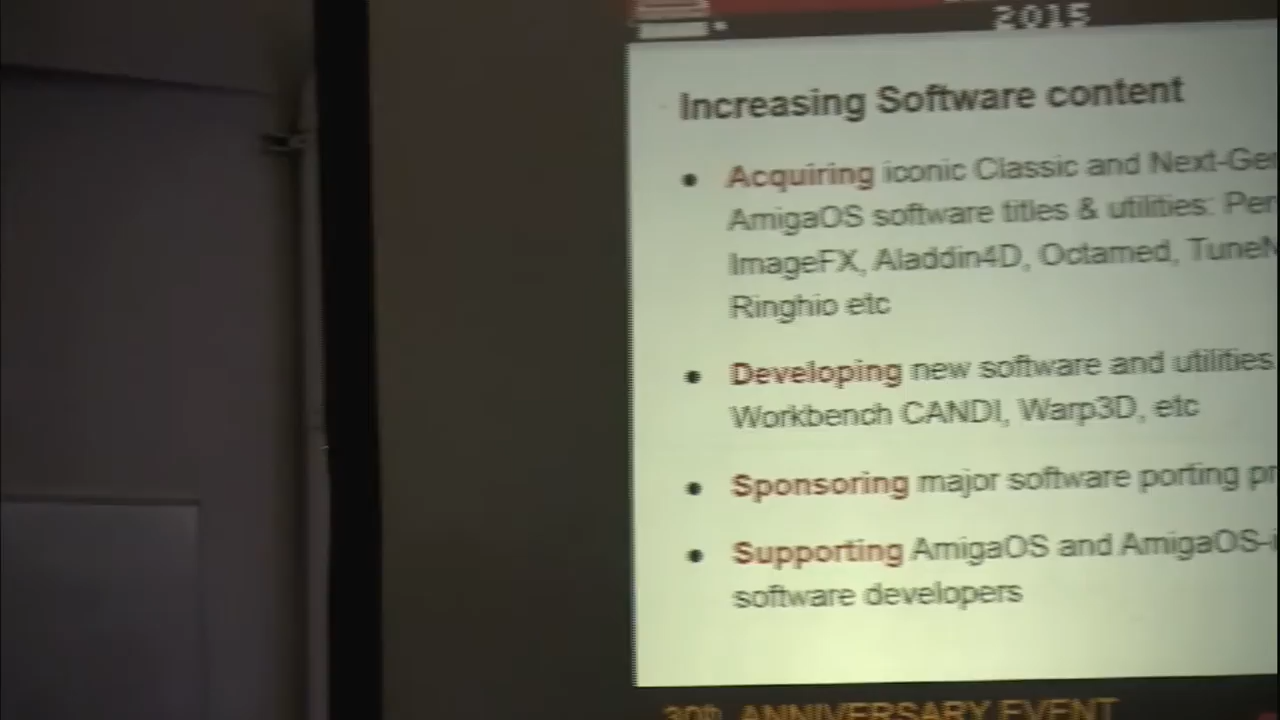 2015
Increasing Software content
• Acquiring iconic Classic and Next-Ge
AmigaOS software titles & utilities: Per
ImageFX, Aladdin4D, Octamed, Tune
Ringhio etc
• Developing new software and utilities
Workbench CANDI, Warp3D, etc
• Sponsoring major software porting pr
• Supporting AmigaOS and AmigaOS-
software developers
30th ANNIVERSARY EVENT